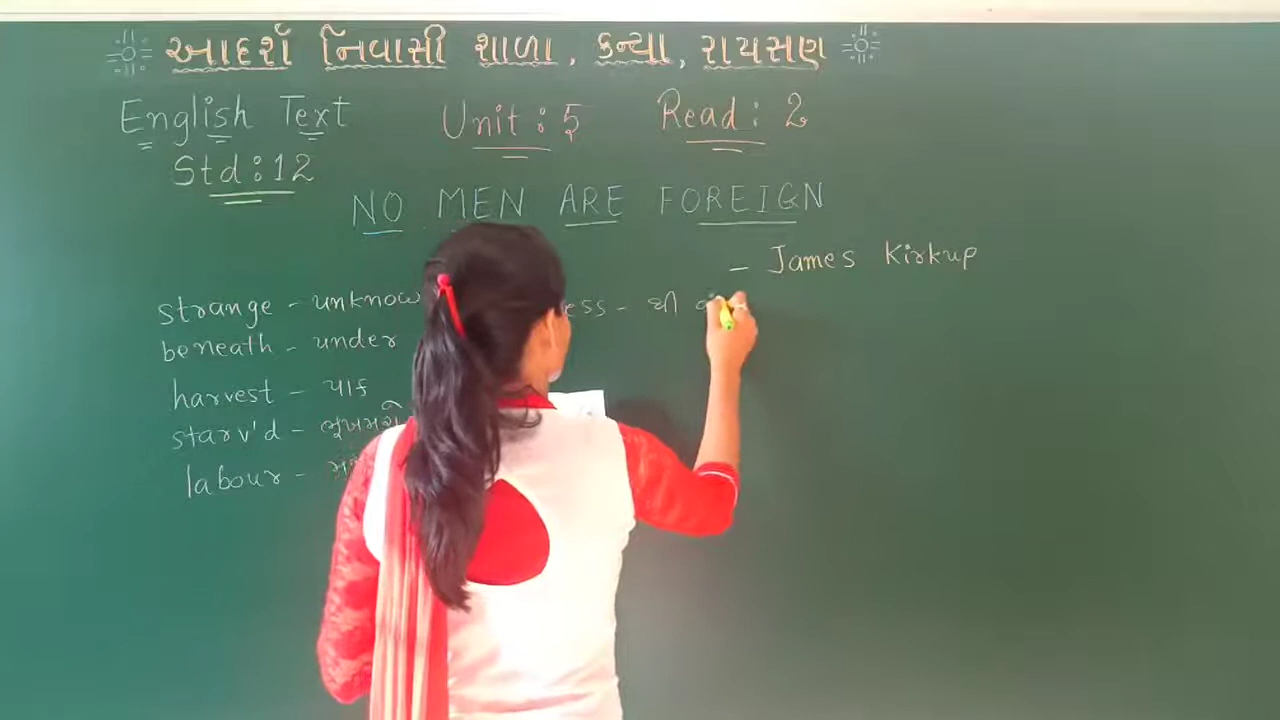 આદર્શ નિવાસી શાળા, કન્યા, રાયસણ
English Text Unit : 5 Read : 2
Std : 12
NO MEN ARE FOREIGN
- James Kirkup
strange - unknow ess - થી
beneath - under
harvest - પાક
starv'd - ભૂખમરો
labour -